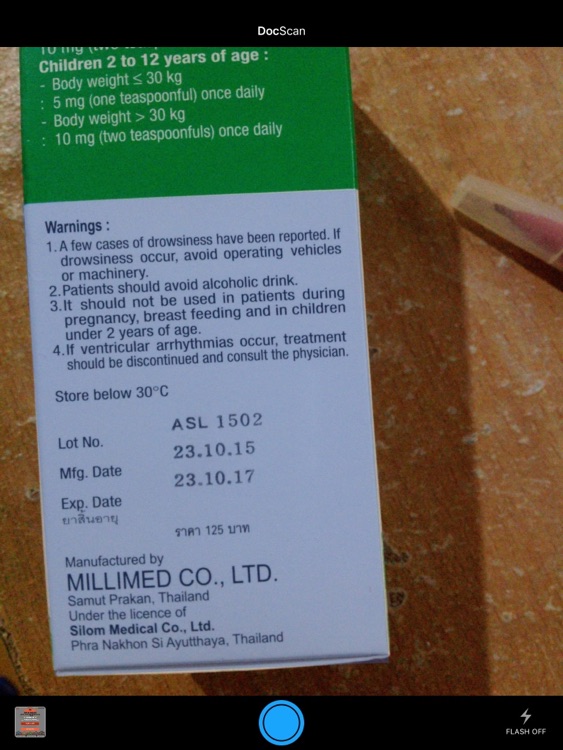 DocScan
10 mg (two
Children 2 to 12 years of age :
- Body weight ≤ 30 kg
: 5 mg (one teaspoonful) once daily
- Body weight > 30 kg
: 10 mg (two teaspoonfuls) once daily
Warnings :
1. A few cases of drowsiness have been reported. If
drowsiness occur, avoid operating vehicles
or machinery.
2. Patients should avoid alcoholic drink.
3. It should not be used in patients during
pregnancy, breast feeding and in children
under 2 years of age.
4. If ventricular arrhythmias occur, treatment
should be discontinued and consult the physician.
Store below 30°C
Lot No. ASL 1502
Mfg. Date 23.10.15
Exp. Date 23.10.17
ยาสิ้นอายุ
ราคา 125 บาท
Manufactured by
MILLIMED CO., LTD.
Samut Prakan, Thailand
Under the licence of
Silom Medical Co., Ltd.
Phra Nakhon Si Ayutthaya, Thailand
FLASH OFF